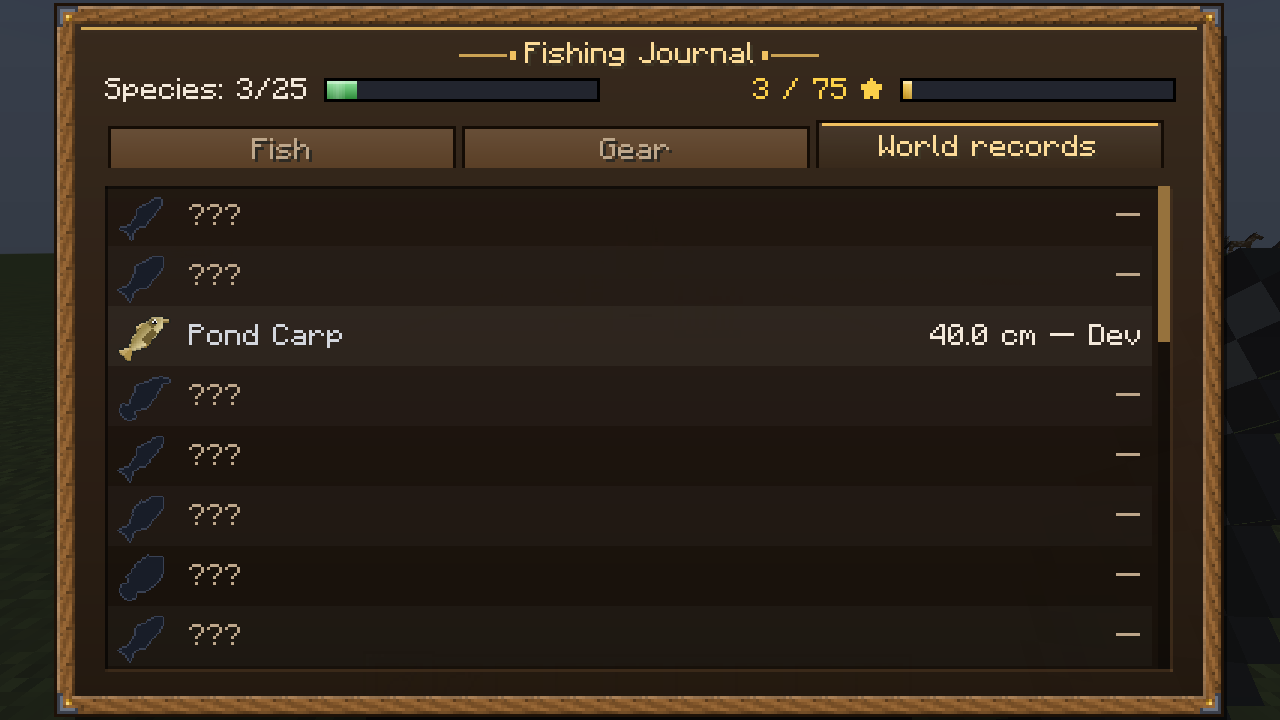 Fishing Journal
Species: 3/25
3 / 75
Fish
Gear
World records
???
—
???
—
Pond Carp
40.0 cm — Dev
???
—
???
—
???
—
???
—
???
—